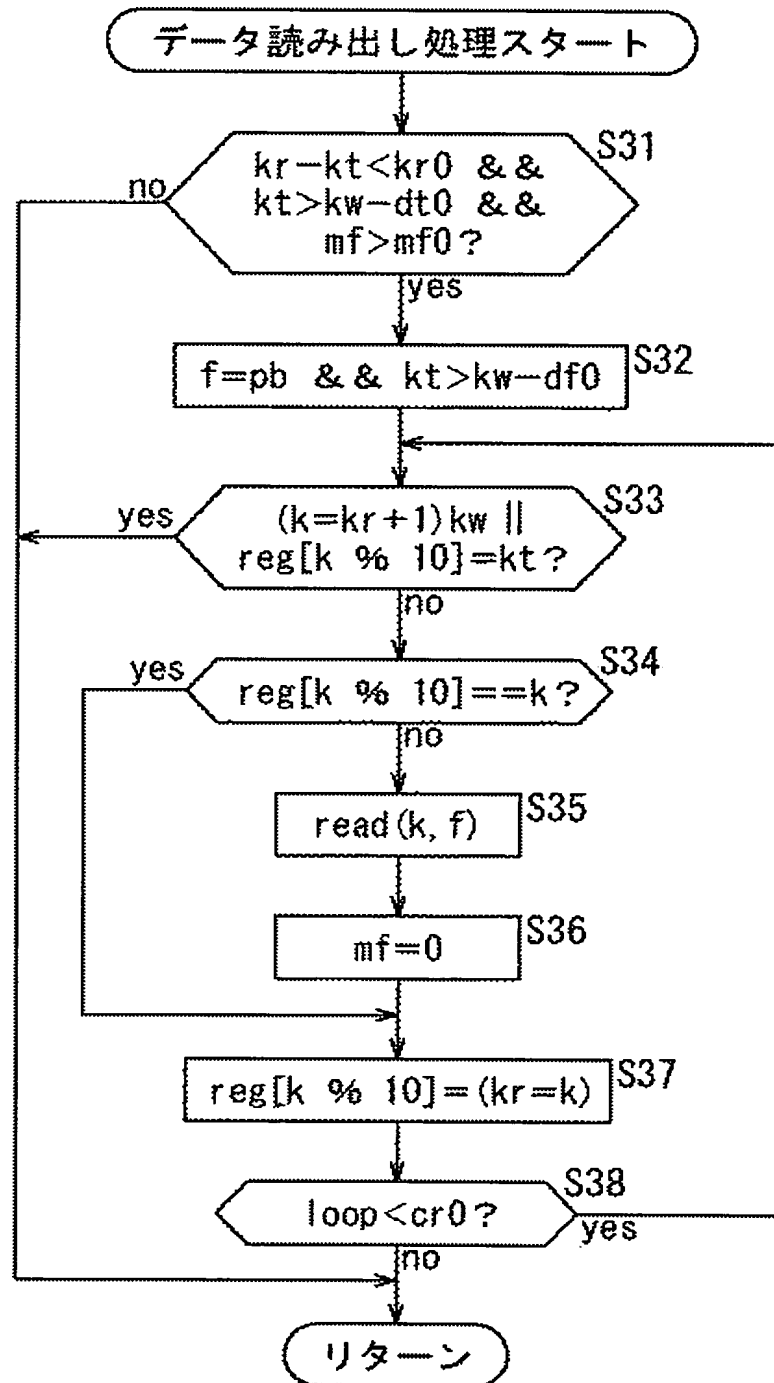 データ読み出し処理スタート
S31
kr-kt<kr0 &&
no
kt>kw-dt0 &&
mf>mf0?
yes
S32
f=pb && kt>kw-df0
S33
yes
(k=kr+1)kw ||
reg[k % 10]=kt?
no
S34
yes
reg[k % 10]==k?
no
S35
read(k,f)
S36
mf=0
S37
reg[k % 10]=(kr=k)
S38
loop<cr0?
yes
no
リターン